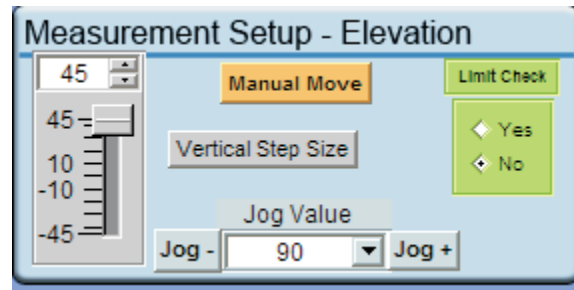 Measurement Setup - Elevation
45
Manual Move
Limit Check
45
10
-10
-45
Vertical Step Size
Yes
No
Jog Value
Jog - 90 Jog +